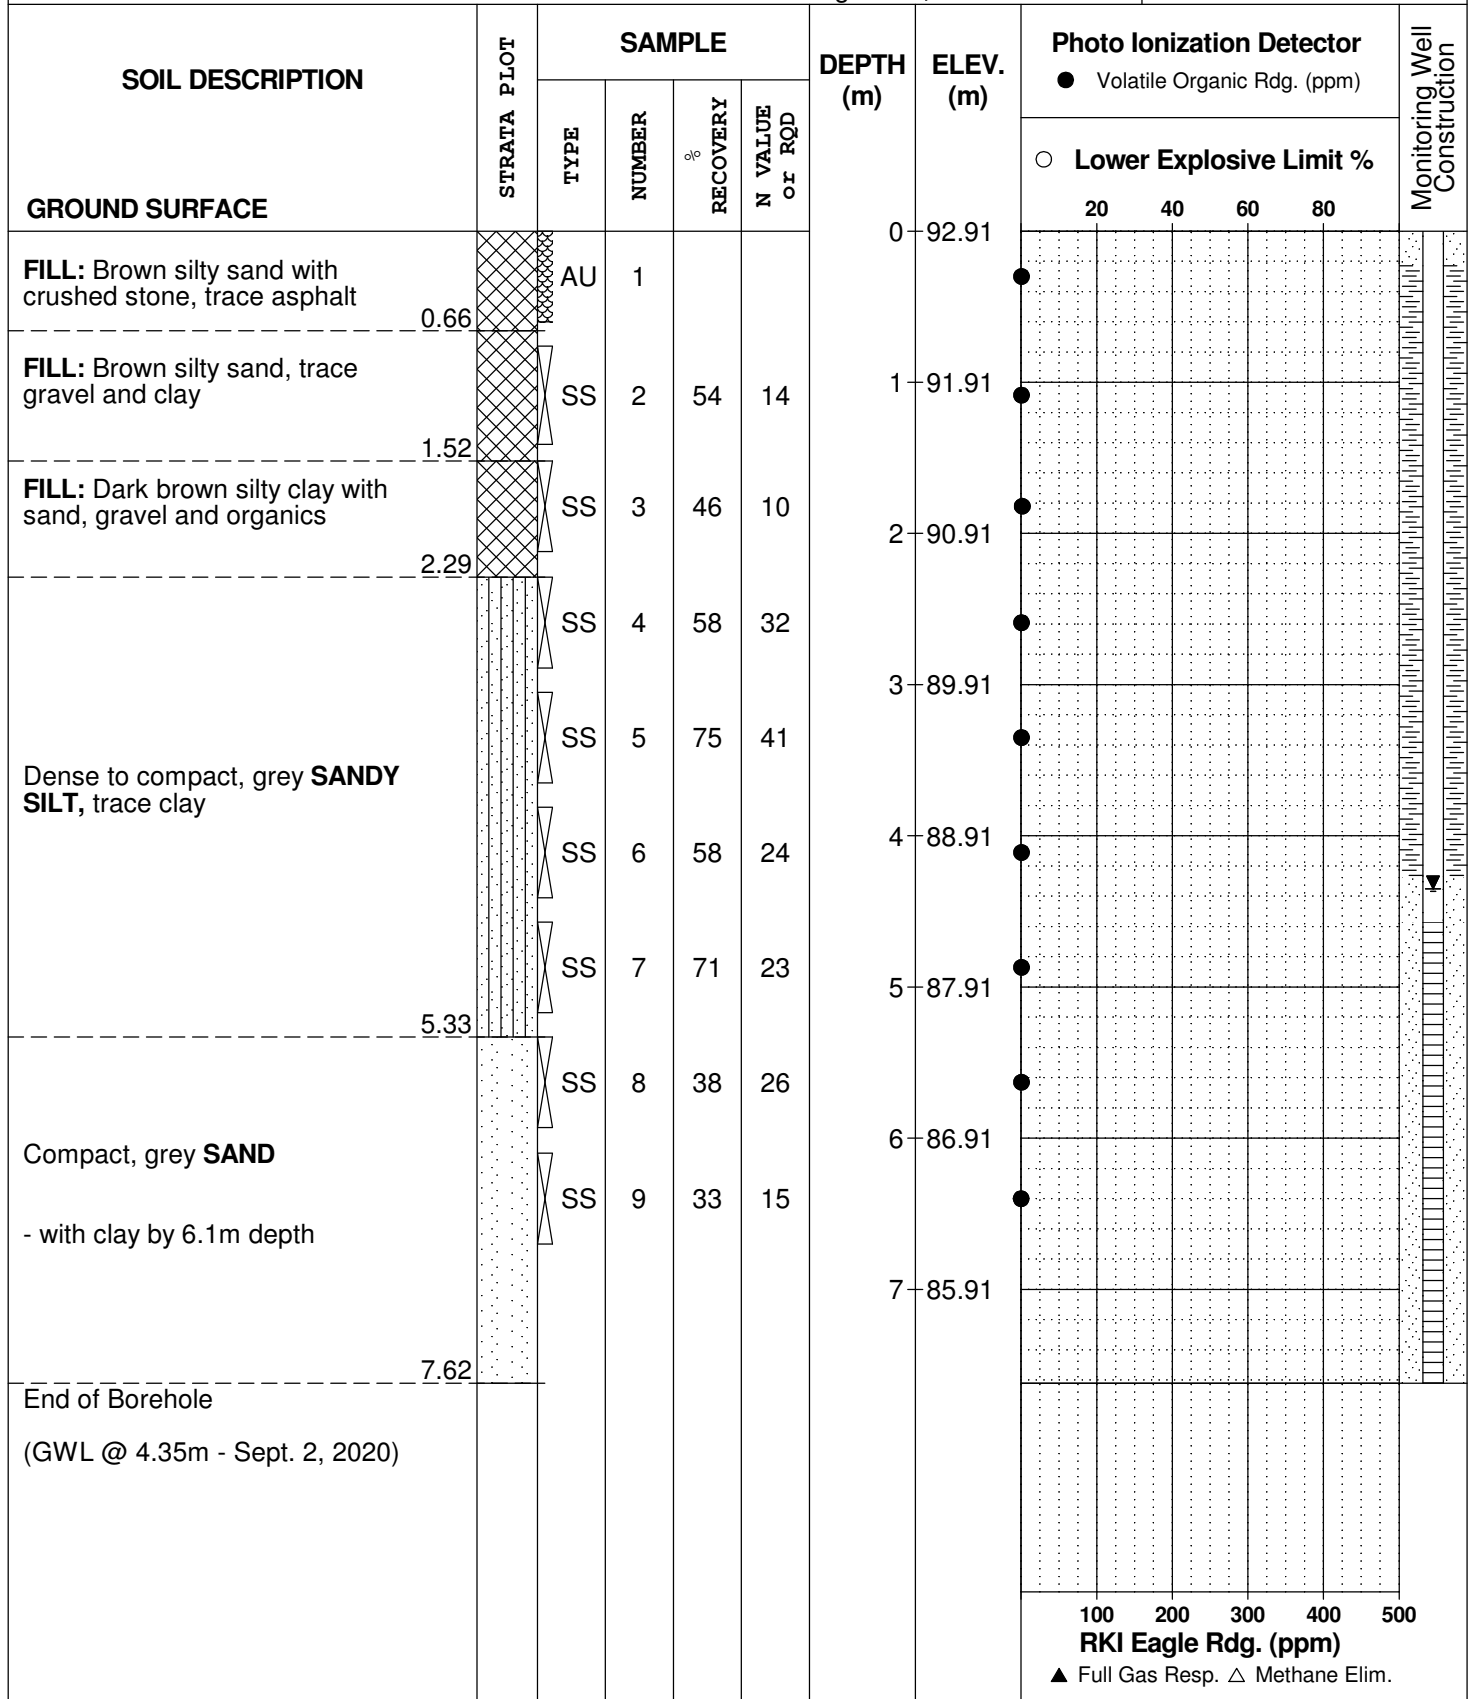 SOIL DESCRIPTION
GROUND SURFACE
STRATA PLOT
SAMPLE
TYPE
NUMBER
%
RECOVERY
N VALUE
or RQD
DEPTH
(m)
ELEV.
(m)
Photo Ionization Detector
● Volatile Organic Rdg. (ppm)
○ Lower Explosive Limit %
20 40 60 80
Monitoring Well
Construction
0 92.91
FILL: Brown silty sand with
crushed stone, trace asphalt
0.66
AU 1
FILL: Brown silty sand, trace
gravel and clay
1.52
SS 2 54 14
1 91.91
FILL: Dark brown silty clay with
sand, gravel and organics
2.29
SS 3 46 10
2 90.91
SS 4 58 32
3 89.91
SS 5 75 41
Dense to compact, grey SANDY
SILT, trace clay
4 88.91
SS 6 58 24
SS 7 71 23
5 87.91
5.33
SS 8 38 26
6 86.91
Compact, grey SAND
SS 9 33 15
- with clay by 6.1m depth
7 85.91
7.62
End of Borehole
(GWL @ 4.35m - Sept. 2, 2020)
100 200 300 400 500
RKI Eagle Rdg. (ppm)
▲ Full Gas Resp. △ Methane Elim.